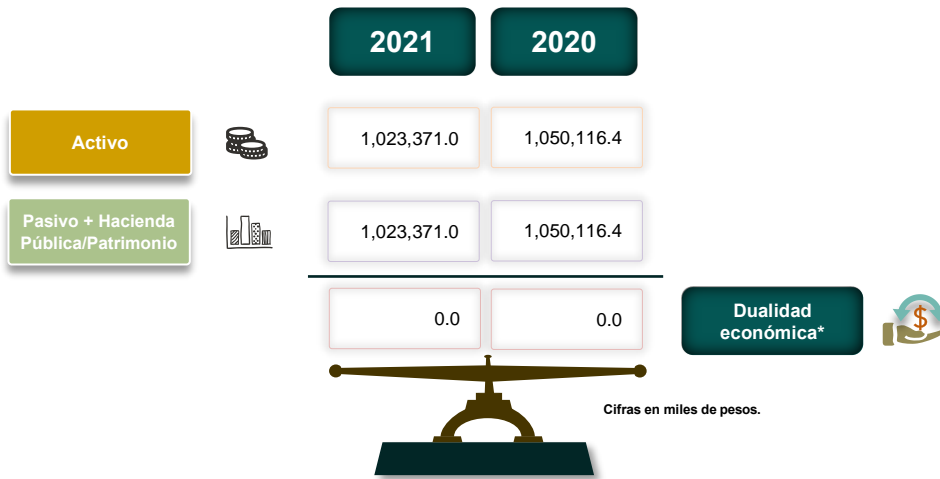 2021 2020
Activo 1,023,371.0 1,050,116.4
Pasivo + Hacienda
Pública/Patrimonio
1,023,371.0 1,050,116.4
0.0 0.0
Dualidad
económica*
$
Cifras en miles de pesos.